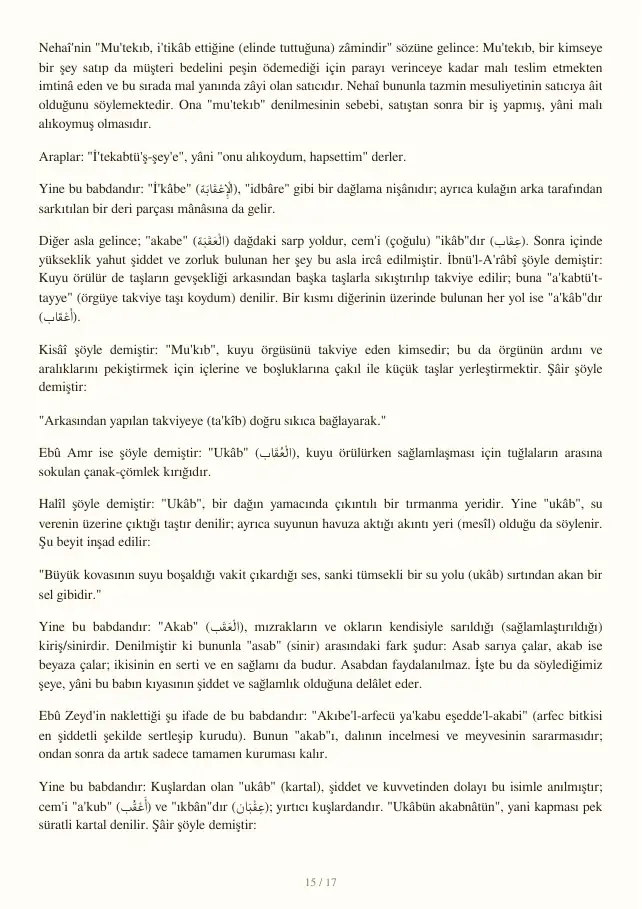 Nehaî'nin "Mu'tekıb, i'tikâb ettiğine (elinde tuttuğuna) zâmindir" sözüne gelince: Mu'tekıb, bir kimseye
bir şey satıp da müşteri bedelini peşin ödemediği için parayı verinceye kadar malı teslim etmekten
imtinâ eden ve bu sırada mal yanında zâyi olan satıcıdır. Nehaî bununla tazmin mesuliyetinin satıcıya âit
olduğunu söylemektedir. Ona "mu'tekıb" denilmesinin sebebi, satıştan sonra bir iş yapmış, yâni malı
alıkoymuş olmasıdır.
Araplar: "İ'tekabtü'ş-şey'e", yâni "onu alıkoydum, hapsettim" derler.
Yine bu babdandır: "İ'kâbe" (الْإِعْقَابَة), "idbâre" gibi bir dağlama nişânıdır; ayrıca kulağın arka tarafından
sarkıtılan bir deri parçası mânâsına da gelir.
Diğer asla gelince; "akabe" (الْعَقَبَة) dağdaki sarp yoldur, cem'i (çoğulu) "ikâb"dır (عِقَاب). Sonra içinde
yükseklik yahut şiddet ve zorluk bulunan her şey bu asla ircâ edilmiştir. İbnü'l-A'râbî şöyle demiştir:
Kuyu örülür de taşların gevşekliği arkasından başka taşlarla sıkıştırılıp takviye edilir; buna "a'kabtü't-
tayye" (örgüye takviye taşı koydum) denilir. Bir kısmı diğerinin üzerinde bulunan her yol ise "a'kâb"dır
(أَعْقَاب).
Kisâî şöyle demiştir: "Mu'kıb", kuyu örgüsünü takviye eden kimsedir; bu da örgünün ardını ve
aralıklarını pekiştirmek için içlerine ve boşluklarına çakıl ile küçük taşlar yerleştirmektir. Şâir şöyle
demiştir:
"Arkasından yapılan takviyeye (ta'kîb) doğru sıkıca bağlayarak."
Ebû Amr ise şöyle demiştir: "Ukâb" (الْعُقَاب), kuyu örülürken sağlamlaşması için tuğlaların arasına
sokulan çanak-çömlek kırığıdır.
Halîl şöyle demiştir: "Ukâb", bir dağın yamacında çıkıntılı bir tırmanma yeridir. Yine "ukâb", su
verenin üzerine çıktığı taştır denilir; ayrıca suyunun havuza aktığı akıntı yeri (mesîl) olduğu da söylenir.
Şu beyit inşad edilir:
"Büyük kovasının suyu boşaldığı vakit çıkardığı ses, sanki tümsekli bir su yolu (ukâb) sırtından akan bir
sel gibidir."
Yine bu babdandır: "Akab" (الْعَقَب), mızrakların ve okların kendisiyle sarıldığı (sağlamlaştırıldığı)
kiriş/sinirdir. Denilmiştir ki bununla "asab" (sinir) arasındaki fark şudur: Asab sarıya çalar, akab ise
beyaza çalar; ikisinin en serti ve en sağlamı da budur. Asabdan faydalanılmaz. İşte bu da söylediğimiz
şeye, yâni bu babın kıyasının şiddet ve sağlamlık olduğuna delâlet eder.
Ebû Zeyd'in naklettiği şu ifade de bu babdandır: "Akıbe'l-arfecü ya'kabu eşedde'l-akabi" (arfec bitkisi
en şiddetli şekilde sertleşip kurudu). Bunun "akab"ı, dalının incelmesi ve meyvesinin sararmasıdır;
ondan sonra da artık sadece tamamen kuruması kalır.
Yine bu babdandır: Kuşlardan olan "ukâb" (kartal), şiddet ve kuvvetinden dolayı bu isimle anılmıştır;
cem'i "a'kub" (أَعْقُب) ve "ıkbân"dır (عِقْبَان); yırtıcı kuşlardandır. "Ukâbün akabnâtün", yani kapması pek
süratli kartal denilir. Şâir şöyle demiştir:
15 / 17